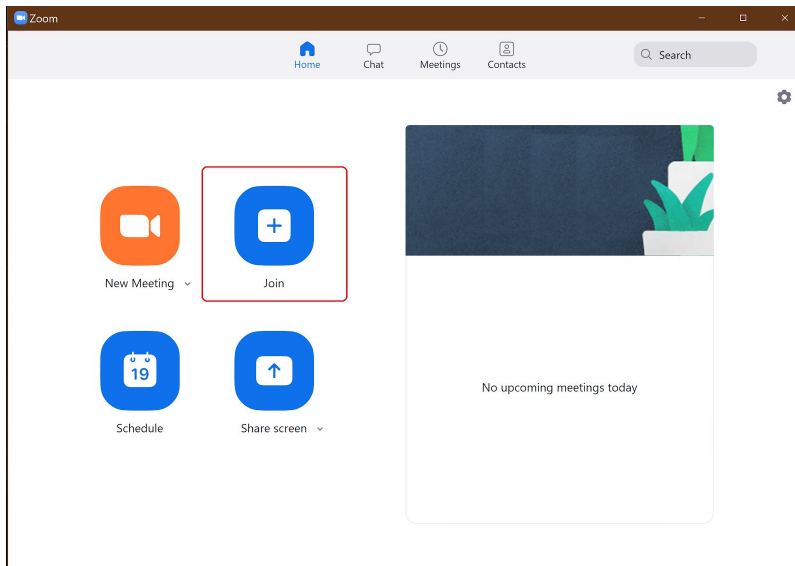 Zoom
Home Chat Meetings Contacts
Search
New Meeting Join
19
Schedule Share screen
No upcoming meetings today